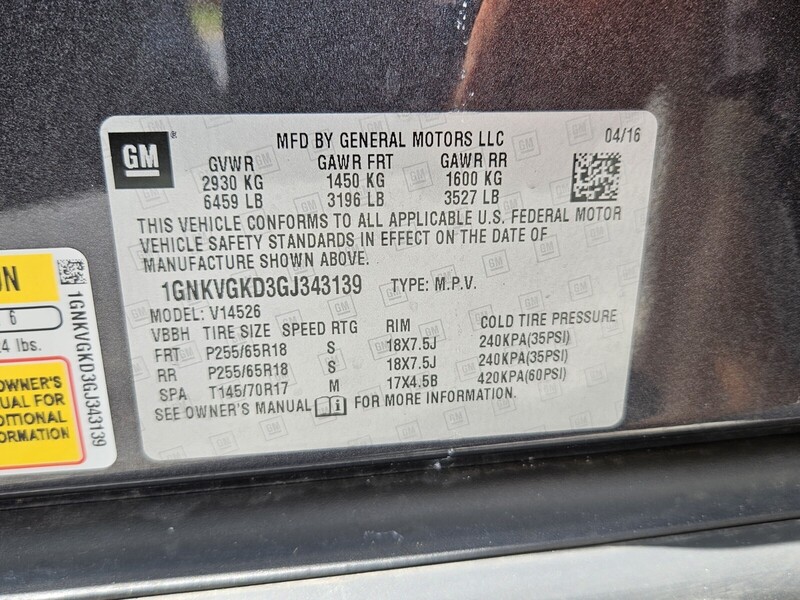 GM
MFD BY GENERAL MOTORS LLC 04/16
GVWR GAWR FRT GAWR RR
2930 KG 1450 KG 1600 KG
6459 LB 3196 LB 3527 LB
THIS VEHICLE CONFORMS TO ALL APPLICABLE U.S. FEDERAL MOTOR
VEHICLE SAFETY STANDARDS IN EFFECT ON THE DATE OF
MANUFACTURE SHOWN ABOVE.
1GNKVGKD3GJ343139 TYPE: M.P.V.
MODEL: V14526
VBBH TIRE SIZE SPEED RTG RIM COLD TIRE PRESSURE
FRT P255/65R18 S 18X7.5J 240KPA(35PSI)
RR P255/65R18 S 18X7.5J 240KPA(35PSI)
SPA T145/70R17 M 17X4.5B 420KPA(60PSI)
SEE OWNER'S MANUAL FOR MORE INFORMATION.
ON
6
4 lbs.
OWNER'S
UAL FOR
DITIONAL
ORMATION
1GNKVGKD3GJ343139